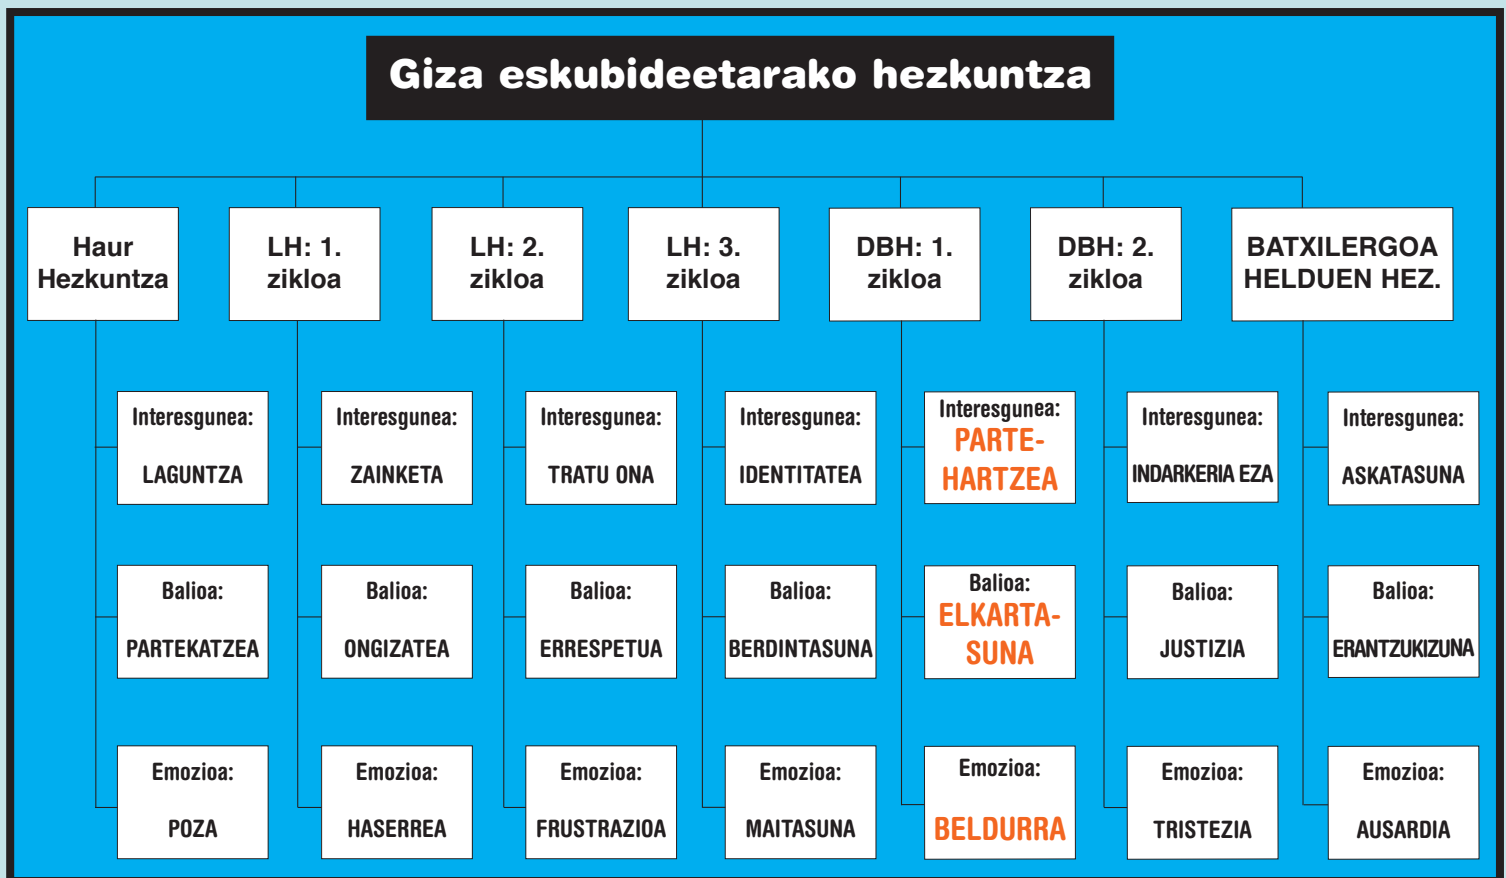 Giza eskubideetarako hezkuntza
Haur
Hezkuntza
LH: 1.
zikloa
LH: 2.
zikloa
LH: 3.
zikloa
DBH: 1.
zikloa
DBH: 2.
zikloa
BATXILERGOA
HELDUEN HEZ.
Interesgunea:
LAGUNTZA
Interesgunea:
ZAINKETA
Interesgunea:
TRATU ONA
Interesgunea:
IDENTITATEA
Interesgunea:
PARTE-
HARTZEA
Interesgunea:
INDARKERIA EZA
Interesgunea:
ASKATASUNA
Balioa:
PARTEKATZEA
Balioa:
ONGIZATEA
Balioa:
ERRESPETUA
Balioa:
BERDINTASUNA
Balioa:
ELKARTA-
SUNA
Balioa:
JUSTIZIA
Balioa:
ERANTZUKIZUNA
Emozioa:
POZA
Emozioa:
HASERREA
Emozioa:
FRUSTRAZIOA
Emozioa:
MAITASUNA
Emozioa:
BELDURRA
Emozioa:
TRISTEZIA
Emozioa:
AUSARDIA